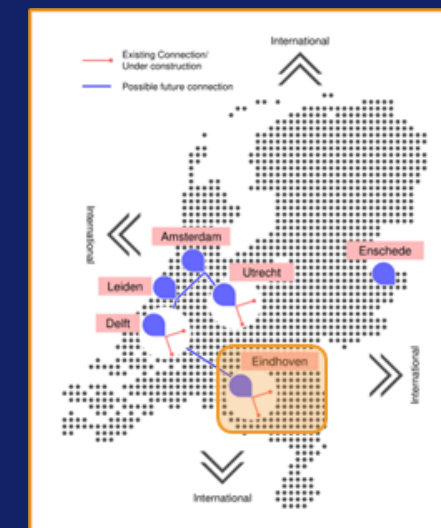 International
Existing Connection/
Under construction
Possible future connection
International
Amsterdam
Enschede
Utrecht
Leiden
Delft
Eindhoven
International
International